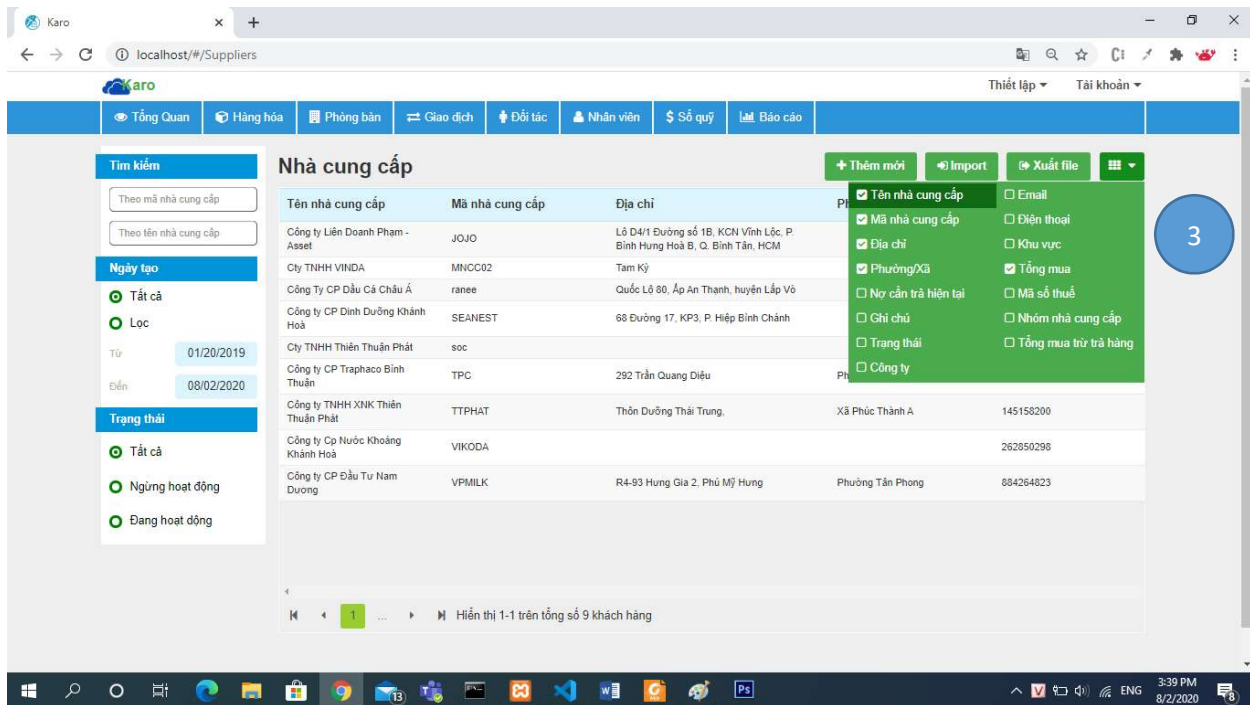 Karo
localhost/#/Suppliers
Karo
Thiết lập
Tài khoản
Tổng Quan
Hàng hóa
Phòng bàn
Giao dịch
Đối tác
Nhân viên
$ Sổ quỹ
Báo cáo
Tìm kiếm
Theo mã nhà cung cấp
Theo tên nhà cung cấp
Ngày tạo
Tất cả
Lọc
Từ 01/20/2019
Đến 08/02/2020
Trạng thái
Tất cả
Ngừng hoạt động
Đang hoạt dộng
Nhà cung cấp
Thêm mới
Import
Xuất file
Tên nhà cung cấp Mã nhà cung cấp Địa chỉ
Công ty Liên Doanh Phạm - Asset JOJO Lô D4/1 Đường số 1B, KCN Vĩnh Lộc, P. Bình Hưng Hoà B, Q. Bình Tân, HCM
Cty TNHH VINDA MNCC02 Tam Kỳ
Công Ty CP Dầu Cá Châu Á ranee Quốc Lộ 80, Ấp An Thạnh, huyện Lấp Vò
Công ty CP Dinh Dưỡng Khánh Hoà SEANEST 68 Đường 17, KP3, P. Hiệp Bình Chánh
Cty TNHH Thiên Thuận Phát soc
Công ty CP Traphaco Bình Thuận TPC 292 Trần Quang Diệu
Công ty TNHH XNK Thiên Thuận Phát TTPHAT Thôn Dưỡng Thái Trung, Xã Phúc Thành A 145158200
Công ty Cp Nước Khoáng Khánh Hoà VIKODA 262850298
Công ty CP Đầu Tư Nam Dương VPMILK R4-93 Hưng Gia 2, Phú Mỹ Hưng Phường Tân Phong 884264823
Tên nhà cung cấp
Email
Mã nhà cung cấp
Điện thoại
Địa chỉ
Khu vực
Phường/Xã
Tổng mua
Nợ cần trả hiện tại
Mã số thuế
Ghi chú
Nhóm nhà cung cấp
Trạng thái
Tổng mua trừ trả hàng
Công ty
3
1 ... Hiển thị 1-1 trên tổng số 9 khách hàng
13
W
Ps
V
ENG
3:39 PM
8/2/2020
8